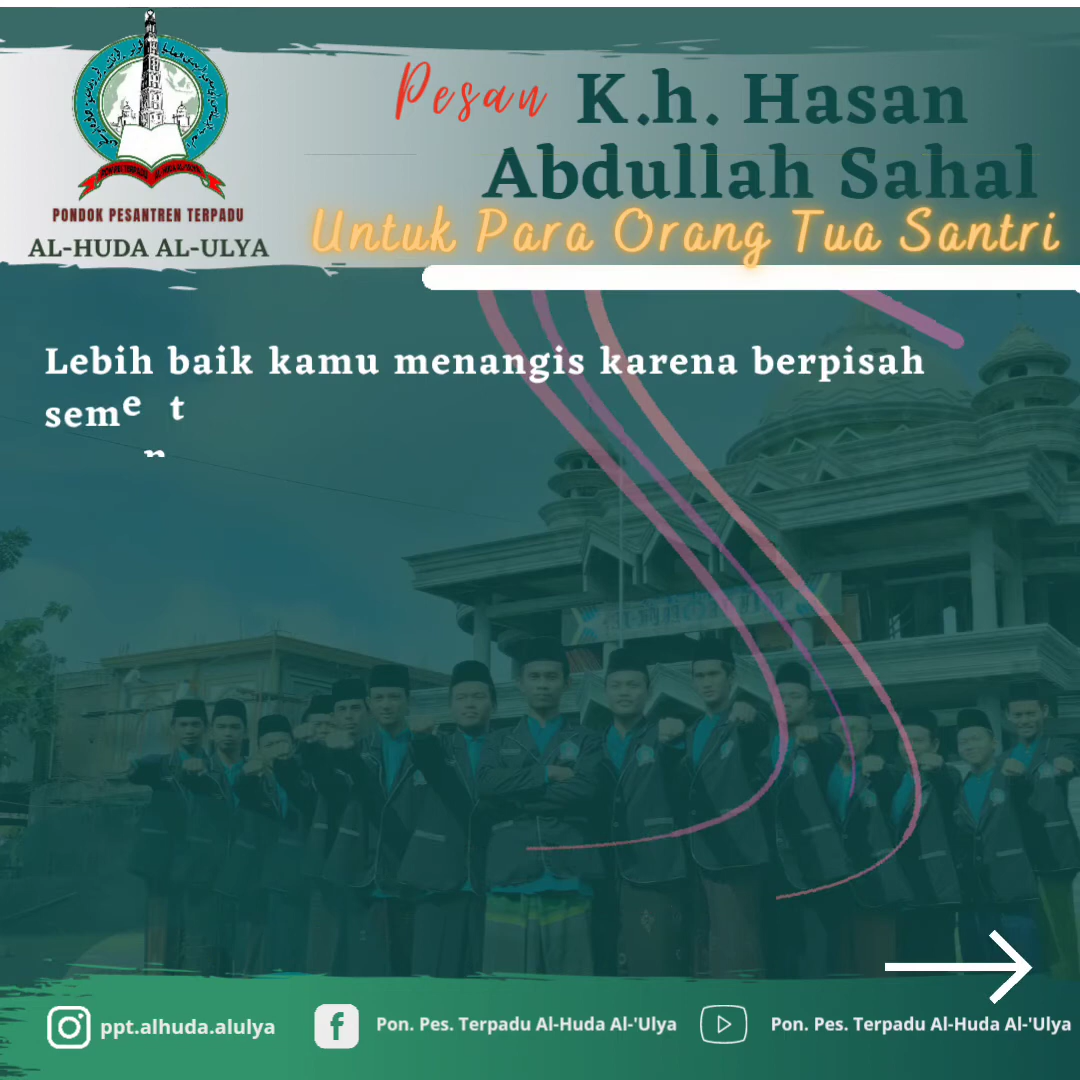 Pesan K.h. Hasan
Abdullah Sahal
Untuk Para Orang Tua Santri
PONDOK PESANTREN TERPADU
AL-HUDA AL-ULYA
Lebih baik kamu menangis karena berpisah
sement
ppt.alhuda.alulya
Pon. Pes. Terpadu Al-Huda Al-'Ulya
Pon. Pes. Terpadu Al-Huda Al-'Ulya